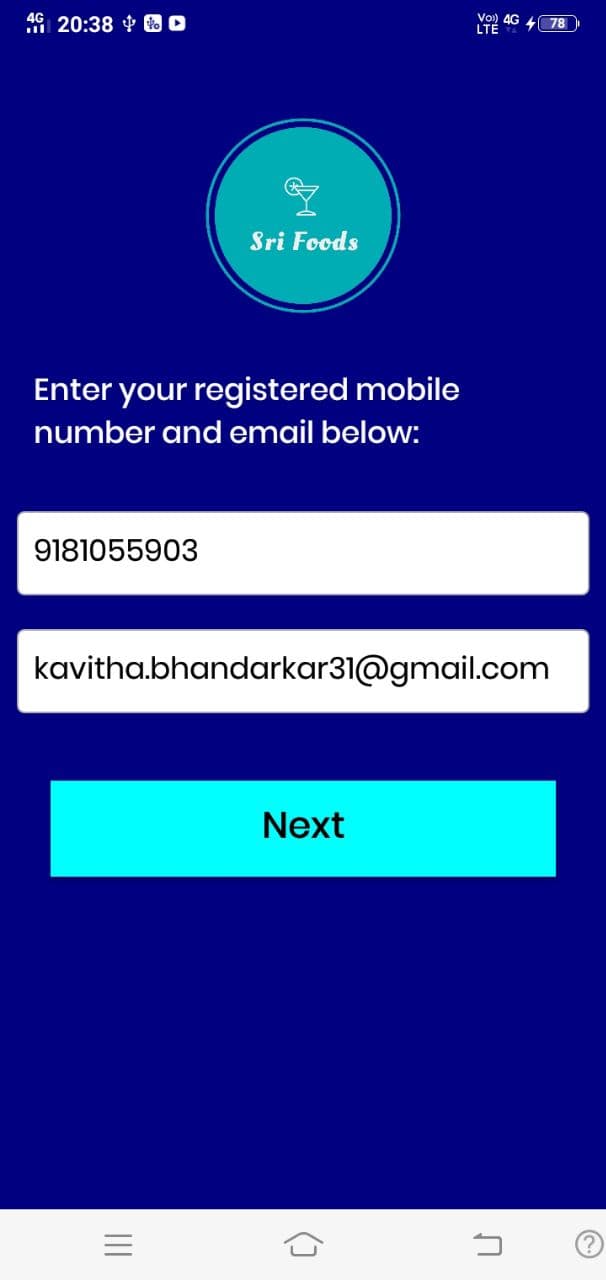 4G 20:38 Vo)) LTE 4G 78
Sri Foods
Enter your registered mobile
number and email below:
9181055903
kavitha.bhandarkar31@gmail.com
Next
?